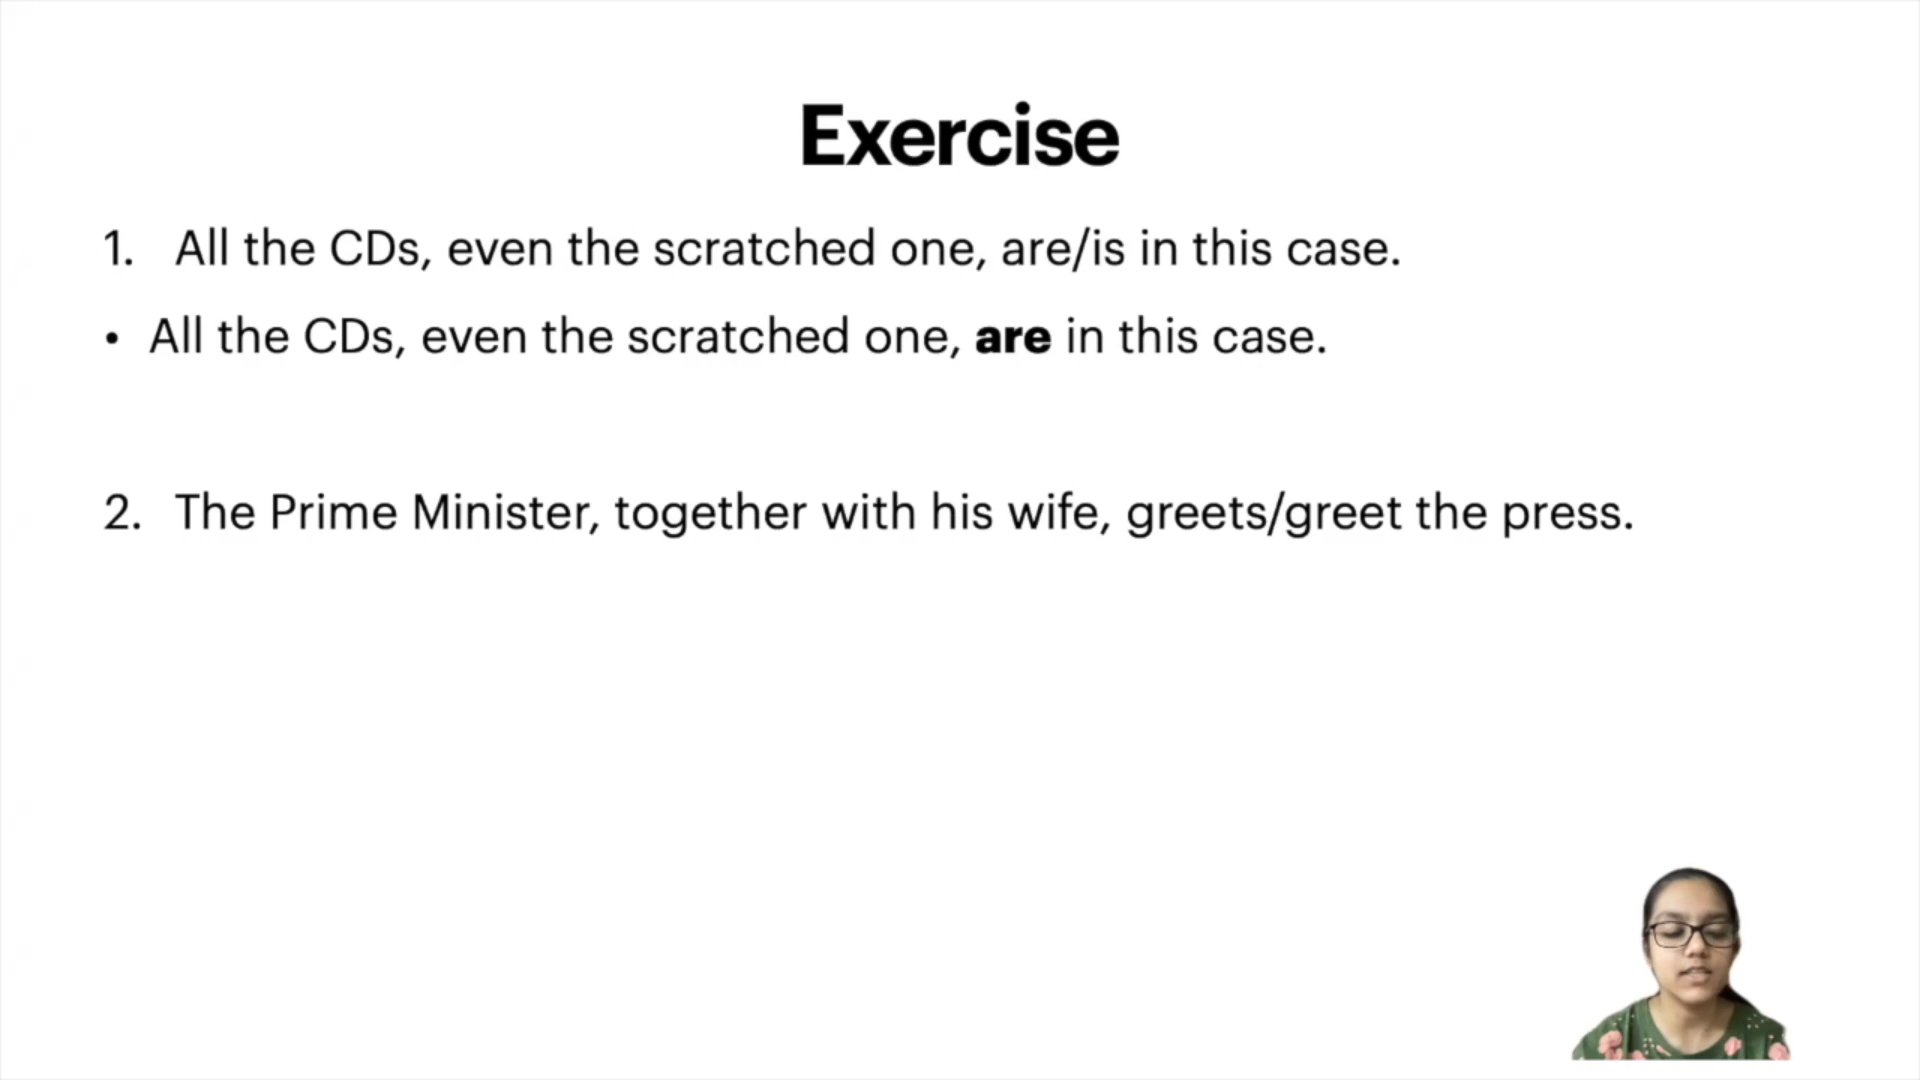 Exercise
1. All the CDs, even the scratched one, are/is in this case.
• All the CDs, even the scratched one, are in this case.
2. The Prime Minister, together with his wife, greets/greet the press.